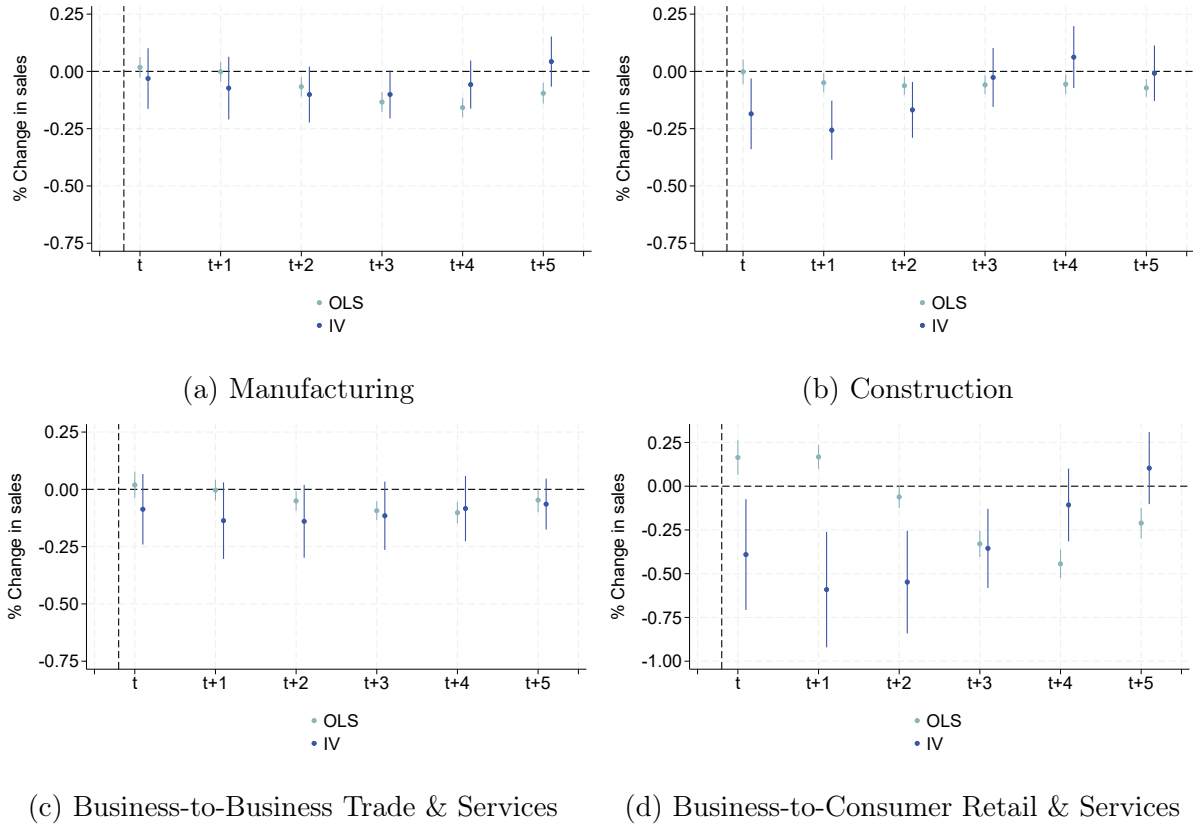 % Change in sales
0.25
0.00
-0.25
-0.50
-0.75
t t+1 t+2 t+3 t+4 t+5
OLS
IV
(a) Manufacturing
% Change in sales
0.25
0.00
-0.25
-0.50
-0.75
t t+1 t+2 t+3 t+4 t+5
OLS
IV
(b) Construction
% Change in sales
0.25
0.00
-0.25
-0.50
-0.75
t t+1 t+2 t+3 t+4 t+5
OLS
IV
(c) Business-to-Business Trade & Services
% Change in sales
0.25
0.00
-0.25
-0.50
-0.75
-1.00
t t+1 t+2 t+3 t+4 t+5
OLS
IV
(d) Business-to-Consumer Retail & Services